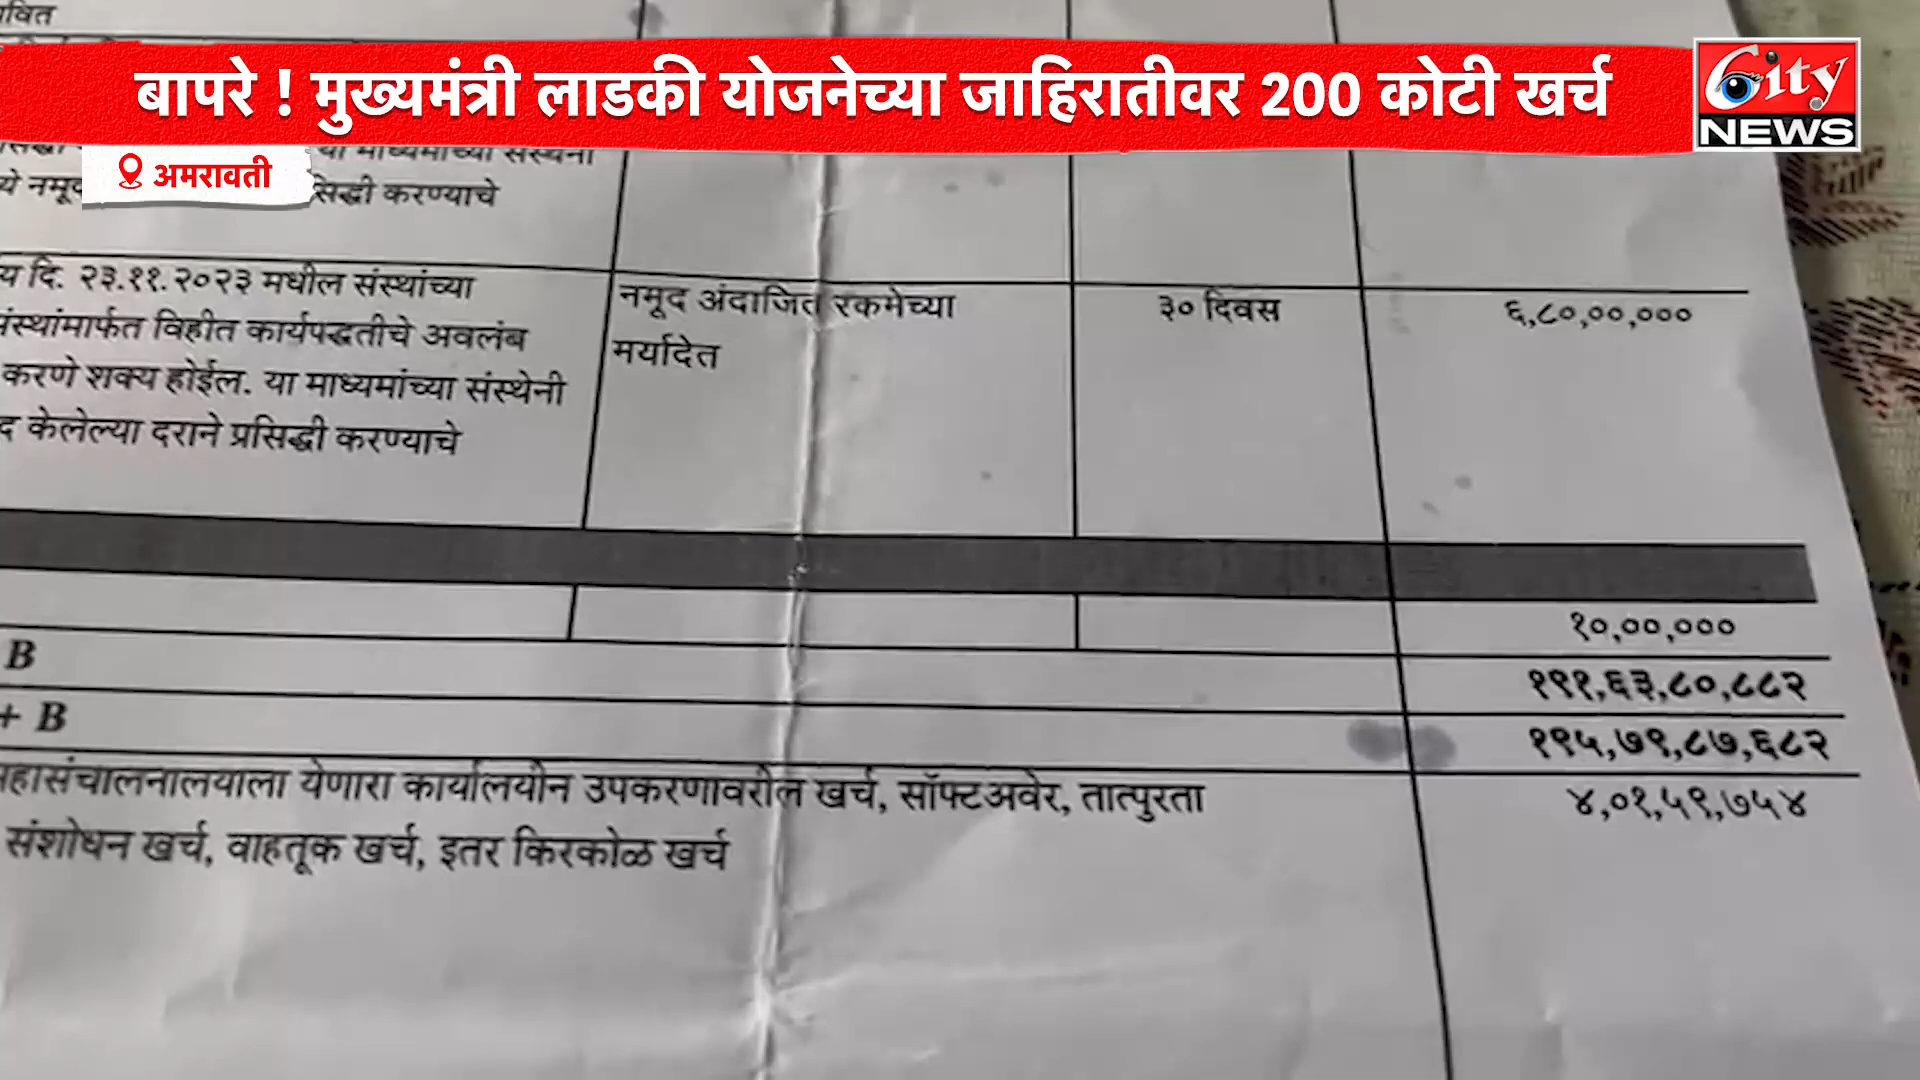 बापरे ! मुख्यमंत्री लाडकी योजनेच्या जाहिरातीवर 200 कोटी खर्च
City
NEWS
अमरावती
या माध्यमांच्या संस्थेनी
ये नमूद
सिद्धी करण्याचे
य दि. २३.११.२०२३ मधील संस्थांच्या
संस्थांमार्फत विहीत कार्यपद्धतीचे अवलंब
करणे शक्य होईल. या माध्यमांच्या संस्थेनी
द केलेल्या दराने प्रसिद्धी करण्याचे
नमूद अंदाजित रकमेच्या
मर्यादेत
३० दिवस
६,८०,००,०००
१०,००,०००
B
१९१,६३,८०,८८२
+ B
१९५,७९,८७,६८२
महासंचालनालयाला येणारा कार्यालयीन उपकरणावरील खर्च, सॉफ्टअवेर, तात्पुरता
४,०१,५९,७५४
संशोधन खर्च, वाहतूक खर्च, इतर किरकोळ खर्च